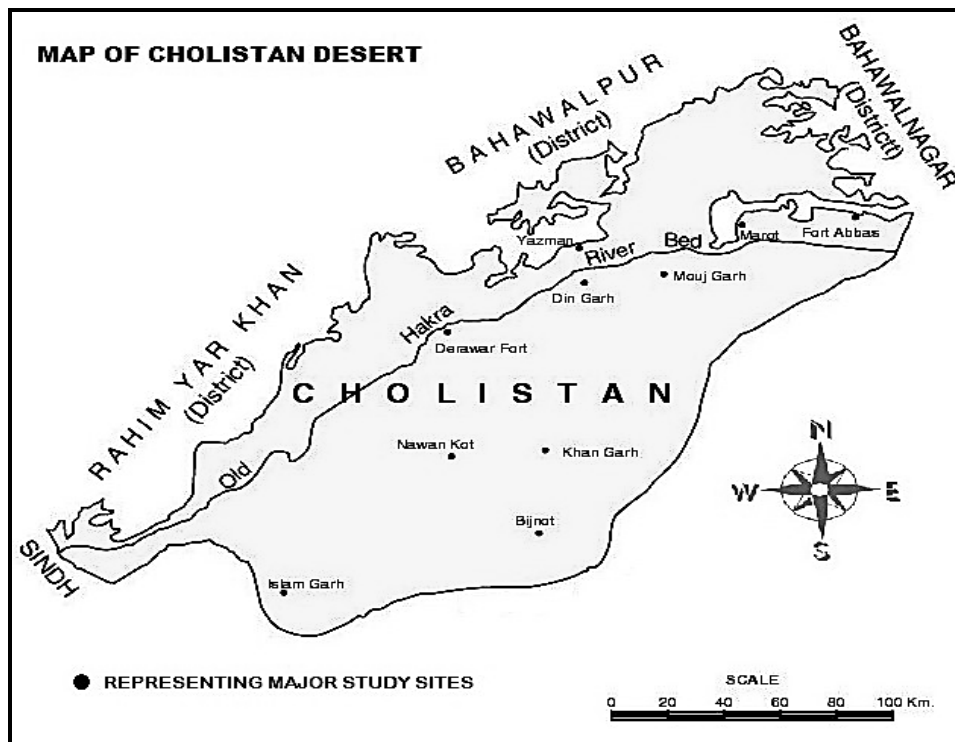 MAP OF CHOLISTAN DESERT
BAHAWALPUR
(District)
BAHAWALNAGAR
(Districtt)
RAHIM YAR KHAN
(District)
SINDH
Yazman
Marot
Fort Abbas
Old Hakra River Bed
Mouj Garh
Din Garh
Derawar Fort
CHOLISTAN
Nawan Kot
Khan Garh
Bijnot
Islam Garh
N
W E
S
REPRESENTING MAJOR STUDY SITES
SCALE
0 20 40 60 80 100 Km.